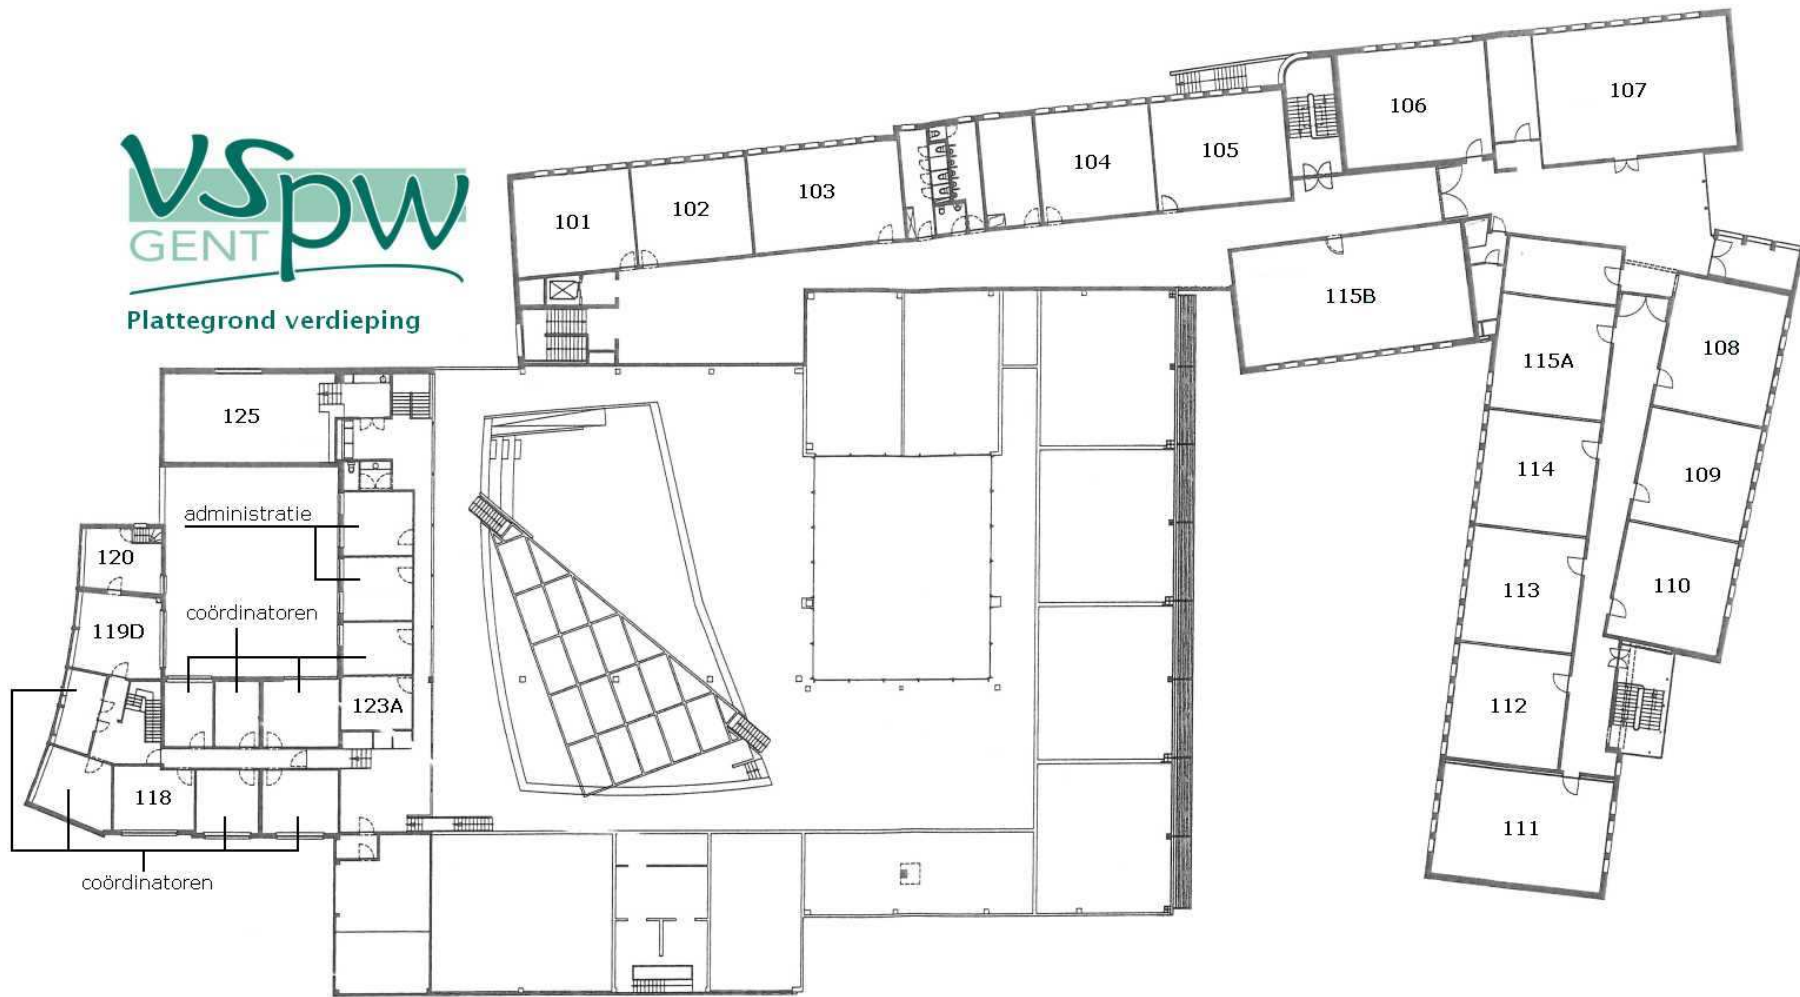 vspw
GENT
Plattegrond verdieping
101
102
103
104
105
106
107
115B
115A
108
114
109
113
110
112
111
125
administratie
120
coördinatoren
119D
123A
118
coördinatoren